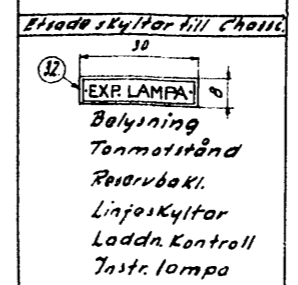 Etsade skyltar till Chassi.
30
32
EXP. LAMPA
8
Belysning
Tonmotstånd
Reservbakl.
Linjeskyltar
Laddn. Kontroll
Instr. lampa